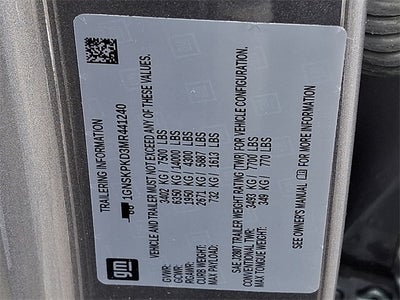 TRAILERING INFORMATION
1GNSKPKD3MR441240
VEHICLE AND TRAILER MUST NOT EXCEED ANY OF THESE VALUES.
GVWR: 3402 KG / 7500 LBS
GCWR: 6350 KG / 14000 LBS
RGAWR: 1950 KG / 4300 LBS
CURB WEIGHT: 2671 KG / 5887 LBS
MAX PAYLOAD: 732 KG / 1613 LBS
SAE J2807 TRAILER WEIGHT RATING (TWR) FOR VEHICLE CONFIGURATION.
CONVENTIONAL TWR: 3493 KG / 7700 LBS
MAX TONGUE WEIGHT: 349 KG / 770 LBS
SEE OWNER'S MANUAL FOR MORE INFORMATION
gm